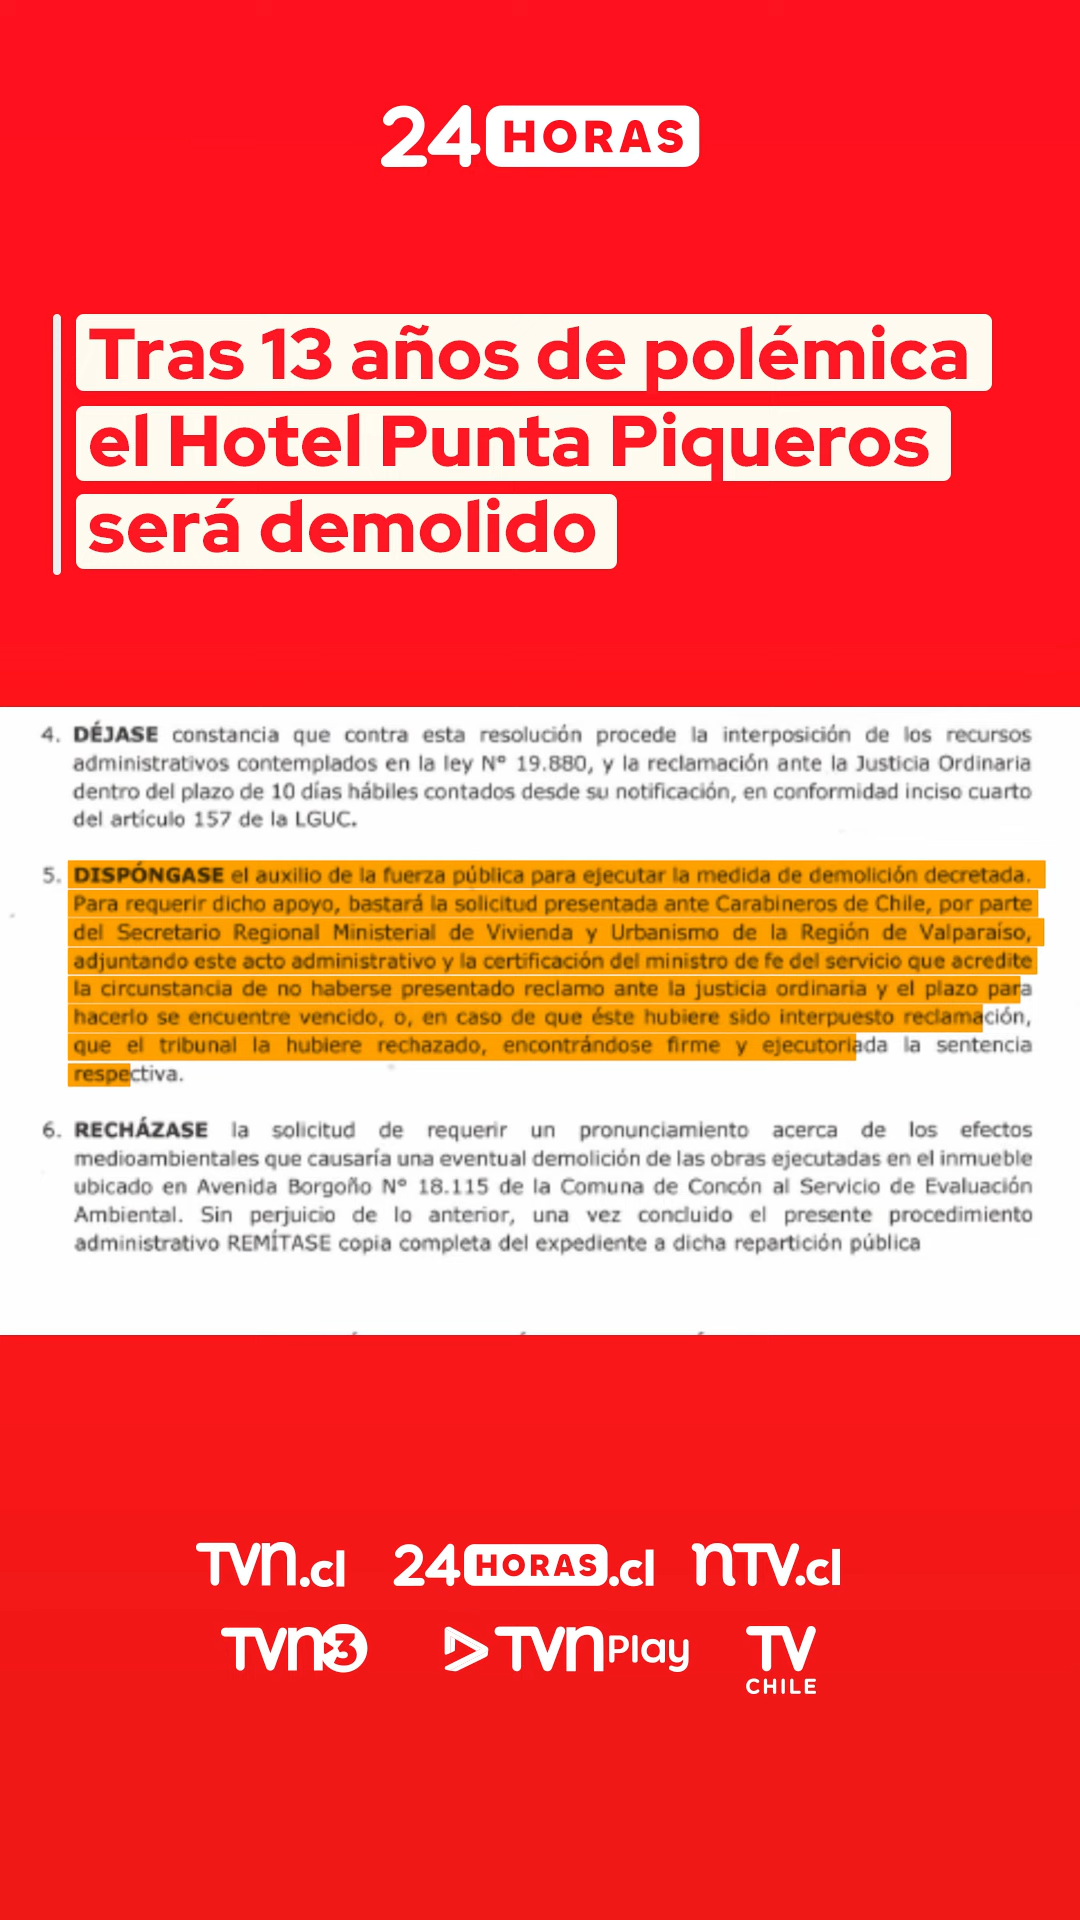 24 HORAS
Tras 13 años de polémica
el Hotel Punta Piqueros
será demolido
4. DÉJASE constancia que contra esta resolución procede la interposición de los recursos
administrativos contemplados en la ley Nº 19.880, y la reclamación ante la Justicia Ordinaria
dentro del plazo de 10 días hábiles contados desde su notificación, en conformidad inciso cuarto
del artículo 157 de la LGUC.
5. DISPÓNGASE el auxilio de la fuerza pública para ejecutar la medida de demolición decretada.
Para requerir dicho apoyo, bastará la solicitud presentada ante Carabineros de Chile, por parte
del Secretario Regional Ministerial de Vivienda y Urbanismo de la Región de Valparaíso,
adjuntando este acto administrativo y la certificación del ministro de fe del servicio que acredite
la circunstancia de no haberse presentado reclamo ante la justicia ordinaria y el plazo para
hacerlo se encuentre vencido, o, en caso de que éste hubiere sido interpuesto reclamación,
que el tribunal la hubiere rechazado, encontrándose firme y ejecutoriada la sentencia
respectiva.
6. RECHÁZASE la solicitud de requerir un pronunciamiento acerca de los efectos
medioambientales que causaría una eventual demolición de las obras ejecutadas en el inmueble
ubicado en Avenida Borgoño Nº 18.115 de la Comuna de Concón al Servicio de Evaluación
Ambiental. Sin perjuicio de lo anterior, una vez concluido el presente procedimiento
administrativo REMÍTASE copia completa del expediente a dicha repartición pública
TVN.cl 24 HORAS.cl NTV.cl
TVN3 TVN Play TV
CHILE